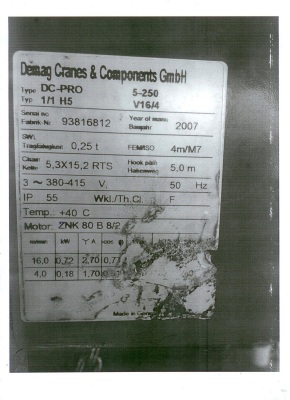 Demag Cranes & Components GmbH
Type DC-PRO 5-250
Typ 1/1 H5 V16/4
Serial no Year of manuf.
Fabrik Nr 93816812 Baujahr 2007
SWL
Tragfähigkeit 0,25 t FEM/ISO 4m/M7
Chain Hook path
Kette 5,3X15,2 RTS Hakenweg 5,0 m
3 ~ 380-415 V. 50 Hz
IP 55 Wkl./Th.Cl. F
Temp.: +40 C
Motor: ZNK 80 B 8/2
kW Y A
16,0 0,72 2,70 0,71
4,0 0,18 1,70
Made in